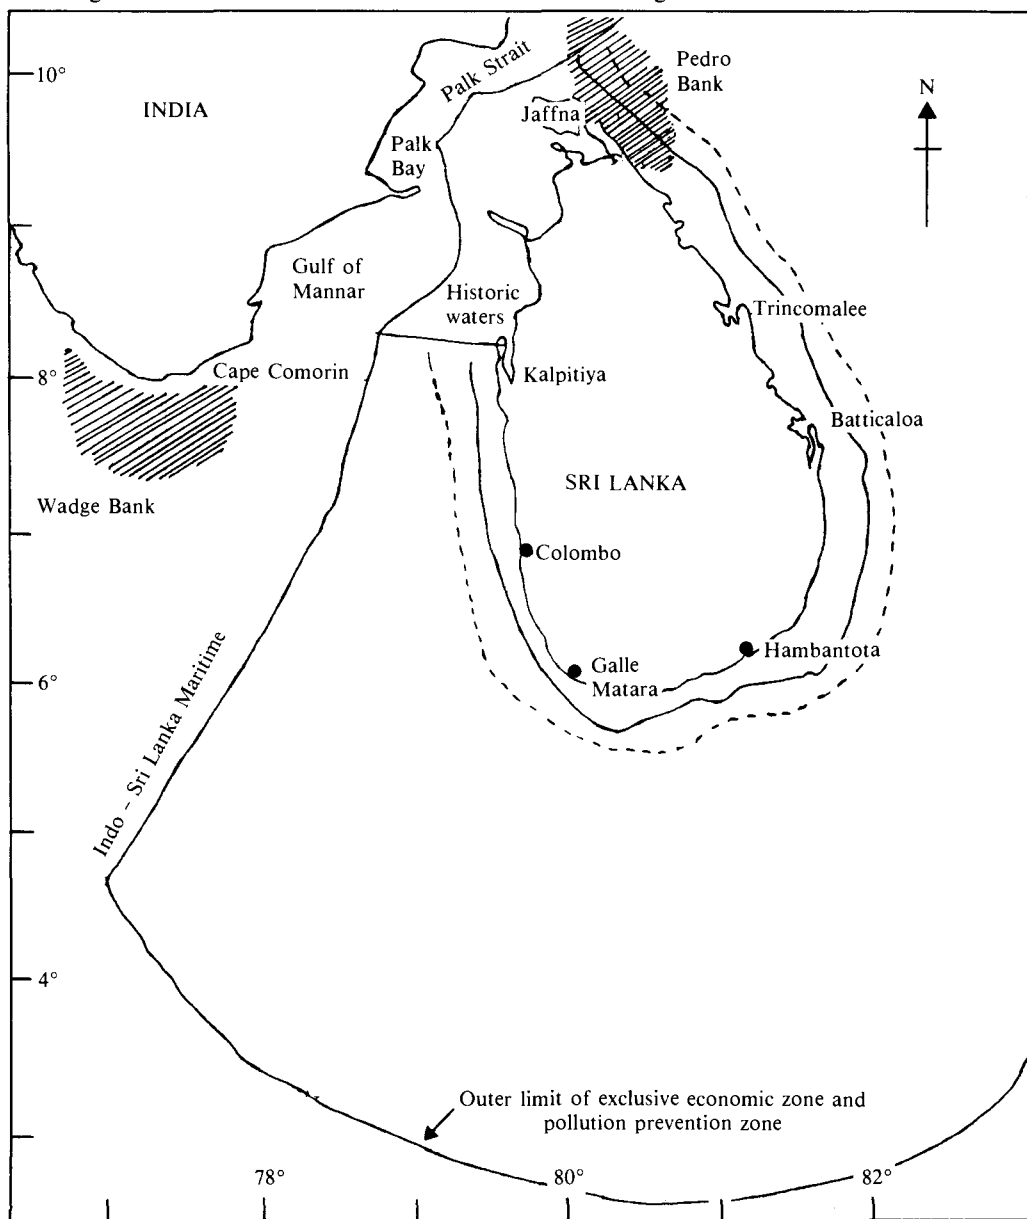 10°
INDIA
Palk Strait
Pedro
Bank
N
Jaffna
Palk
Bay
Gulf of
Mannar
Historic
waters
Trincomalee
8°
Cape Comorin
Kalpitiya
Batticaloa
Wadge Bank
SRI LANKA
Colombo
Indo – Sri Lanka Maritime
6°
Galle
Matara
Hambantota
4°
Outer limit of exclusive economic zone and
pollution prevention zone
78°
80°
82°